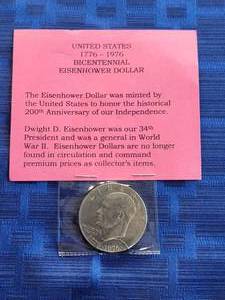 UNITED STATES
1776 - 1976
BICENTENNIAL
EISENHOWER DOLLAR
The Eisenhower Dollar was minted by
the United States to honor the historical
200th Anniversary of our Independence.
Dwight D. Eisenhower was our 34th
President and was a general in World
War II. Eisenhower Dollars are no longer
found in circulation and command
premium prices as collector's items.